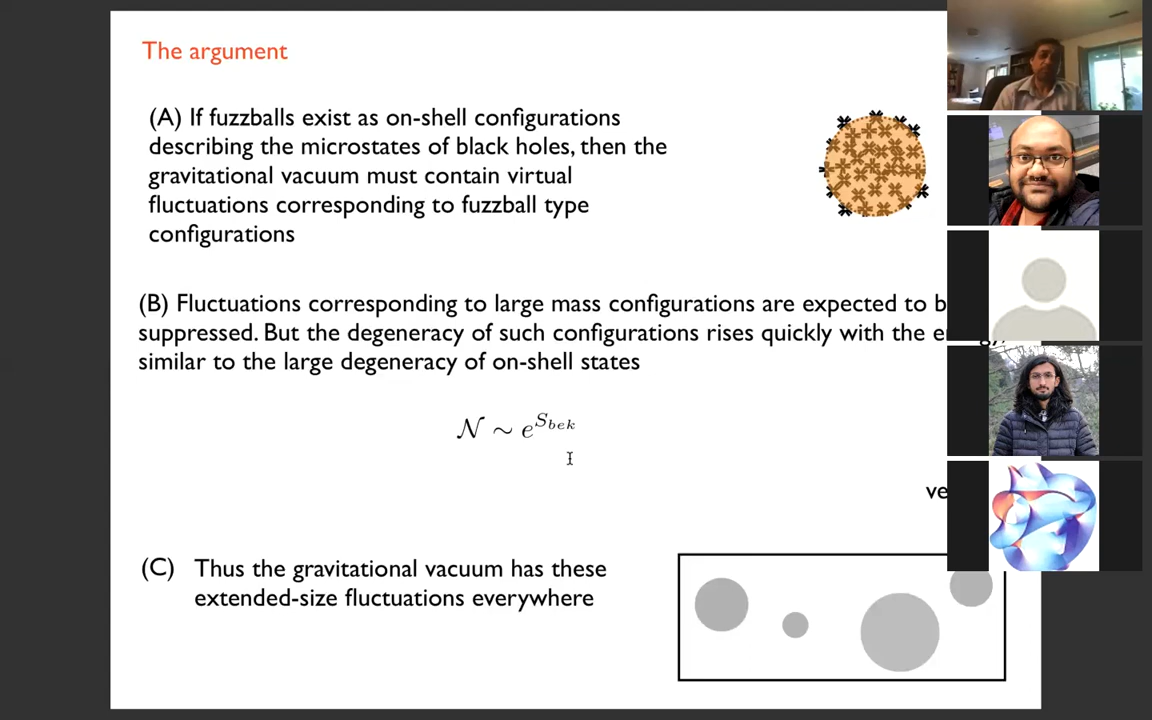 The argument
(A) If fuzzballs exist as on-shell configurations
describing the microstates of black holes, then the
gravitational vacuum must contain virtual
fluctuations corresponding to fuzzball type
configurations
(B) Fluctuations corresponding to large mass configurations are expected to
suppressed. But the degeneracy of such configurations rises quickly with the
similar to the large degeneracy of on-shell states
𝒩 ∼ e^{S_{bek}}
(C) Thus the gravitational vacuum has these
extended-size fluctuations everywhere